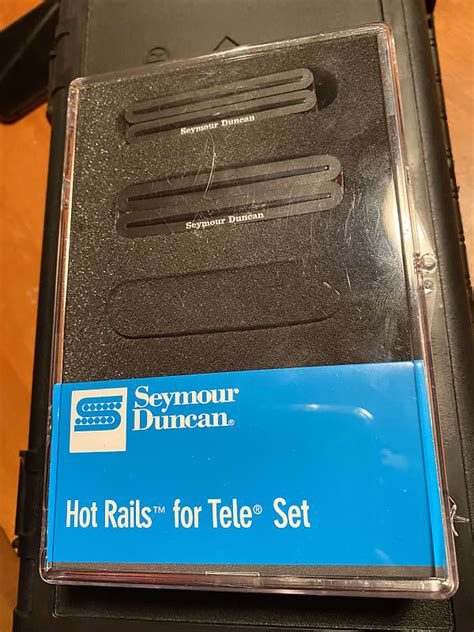 Seymour Duncan
Seymour Duncan
Seymour
Duncan®
Hot Rails™ for Tele® Set